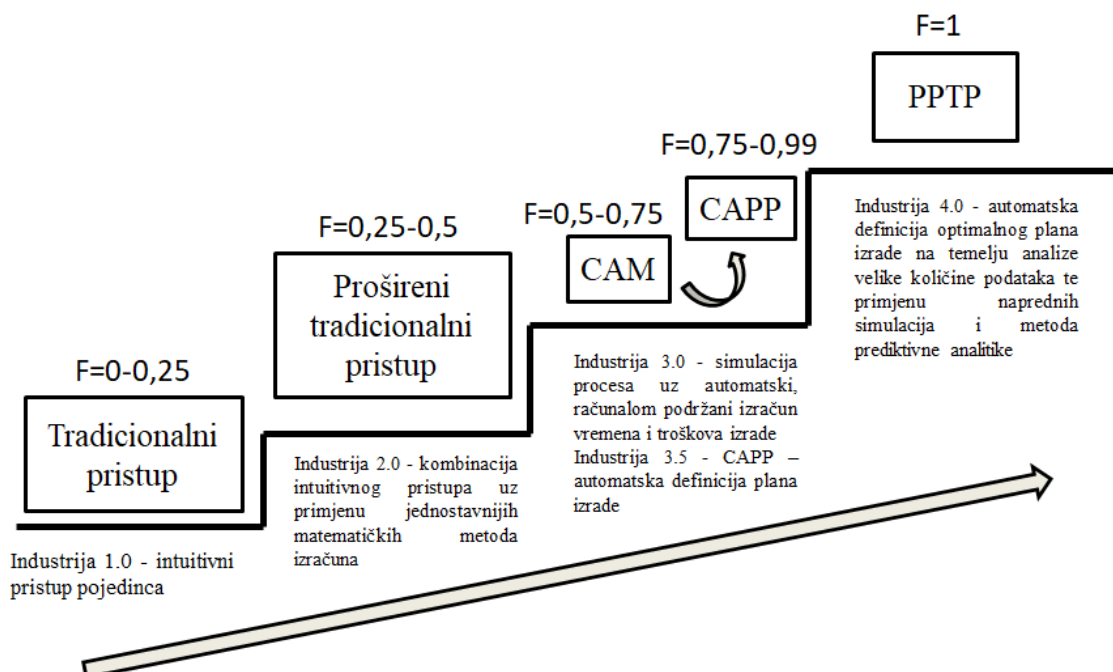 F=1
PPTP
F=0,75-0,99
CAPP
F=0,5-0,75
CAM
F=0,25-0,5
Prošireni
tradicionalni
pristup
F=0-0,25
Tradicionalni
pristup
Industrija 1.0 - intuitivni
pristup pojedinca
Industrija 2.0 - kombinacija
intuitivnog pristupa uz
primjenu jednostavnijih
matematičkih metoda
izračuna
Industrija 3.0 - simulacija
procesa uz automatski,
računalom podržani izračun
vremena i troškova izrade
Industrija 3.5 - CAPP –
automatska definicija plana
izrade
Industrija 4.0 - automatska
definicija optimalnog plana
izrade na temelju analize
velike količine podataka te
primjenu naprednih
simulacija i metoda
prediktivne analitike